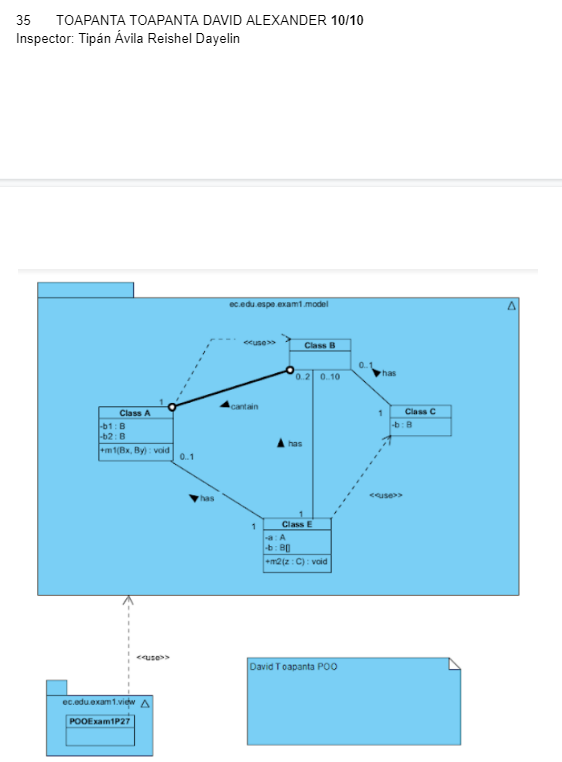 35 TOAPANTA TOAPANTA DAVID ALEXANDER 10/10
Inspector: Tipán Ávila Reishel Dayelin
ec.edu.espe.exam1.model
<<use>>
Class B
0..2 0..10
0..1
has
1
cantain
Class A
-b1 : B
-b2 : B
+m1(Bx, By) : void
0..1
1
Class C
-b : B
has
has
<<use>>
1
1
Class E
-a : A
-b : B[]
+m2(z : C) : void
<<use>>
David Toapanta POO
ec.edu.exam1.view
POOExam1P27